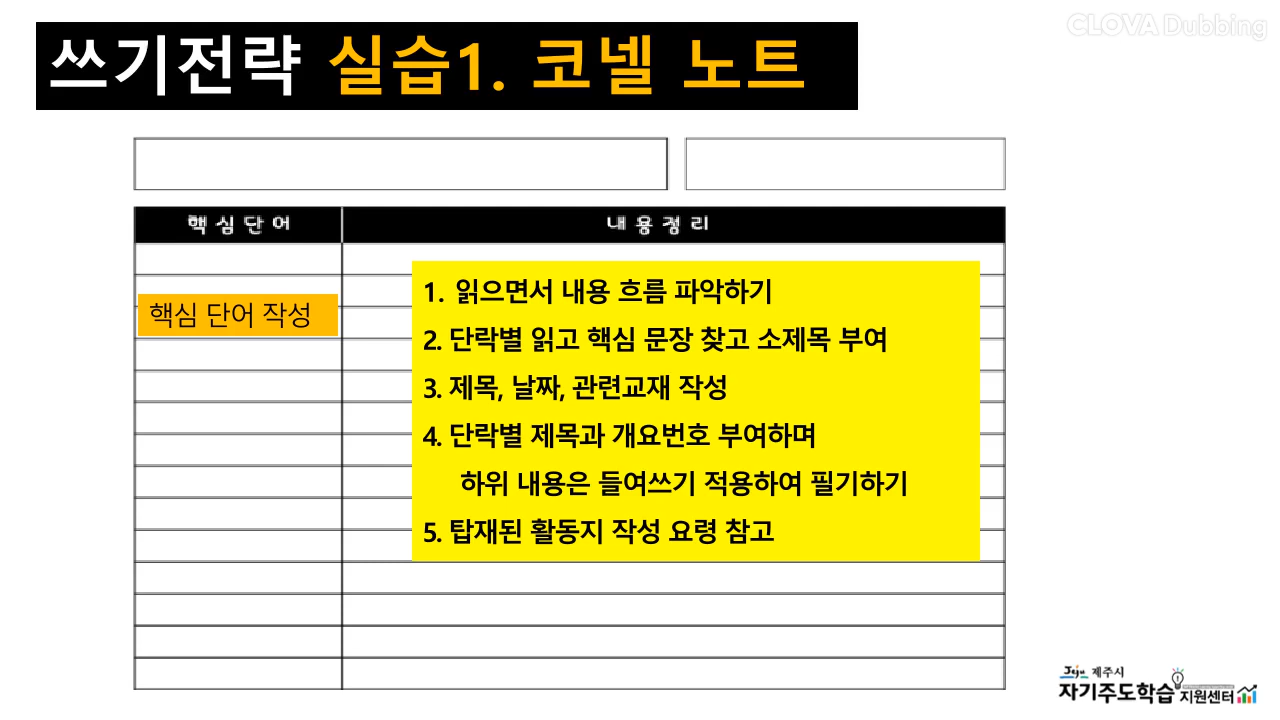 CLOVA Dubbing
쓰기전략 실습1. 코넬 노트
핵심단어
내용정리
핵심 단어 작성
1. 읽으면서 내용 흐름 파악하기
2. 단락별 읽고 핵심 문장 찾고 소제목 부여
3. 제목, 날짜, 관련교재 작성
4. 단락별 제목과 개요번호 부여하며
하위 내용은 들여쓰기 적용하여 필기하기
5. 탑재된 활동지 작성 요령 참고
Jeju 제주시
자기주도학습 지원센터